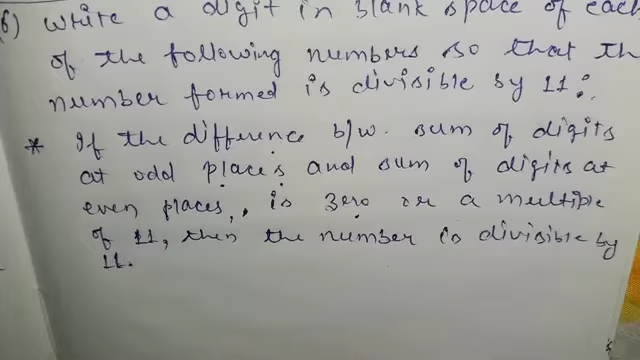 6) Write a digit in blank space of each
of the following numbers so that th
number formed is divisible by 11:
* If the difference b/w. sum of digits
at odd places and sum of digits at
even places, is zero or a multiple
of 11, then the number is divisible by
11.